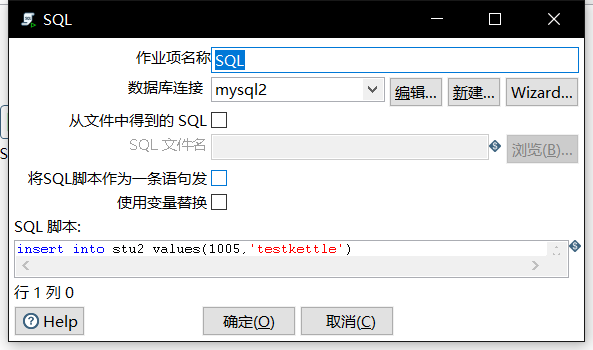 SQL
作业项名称 SQL
数据库连接 mysql2 编辑... 新建... Wizard...
从文件中得到的 SQL
SQL 文件名 浏览(B)...
将SQL脚本作为一条语句发
使用变量替换
SQL 脚本:
insert into stu2 values(1005,'testkettle')
行 1 列 0
Help 确定(O) 取消(C)